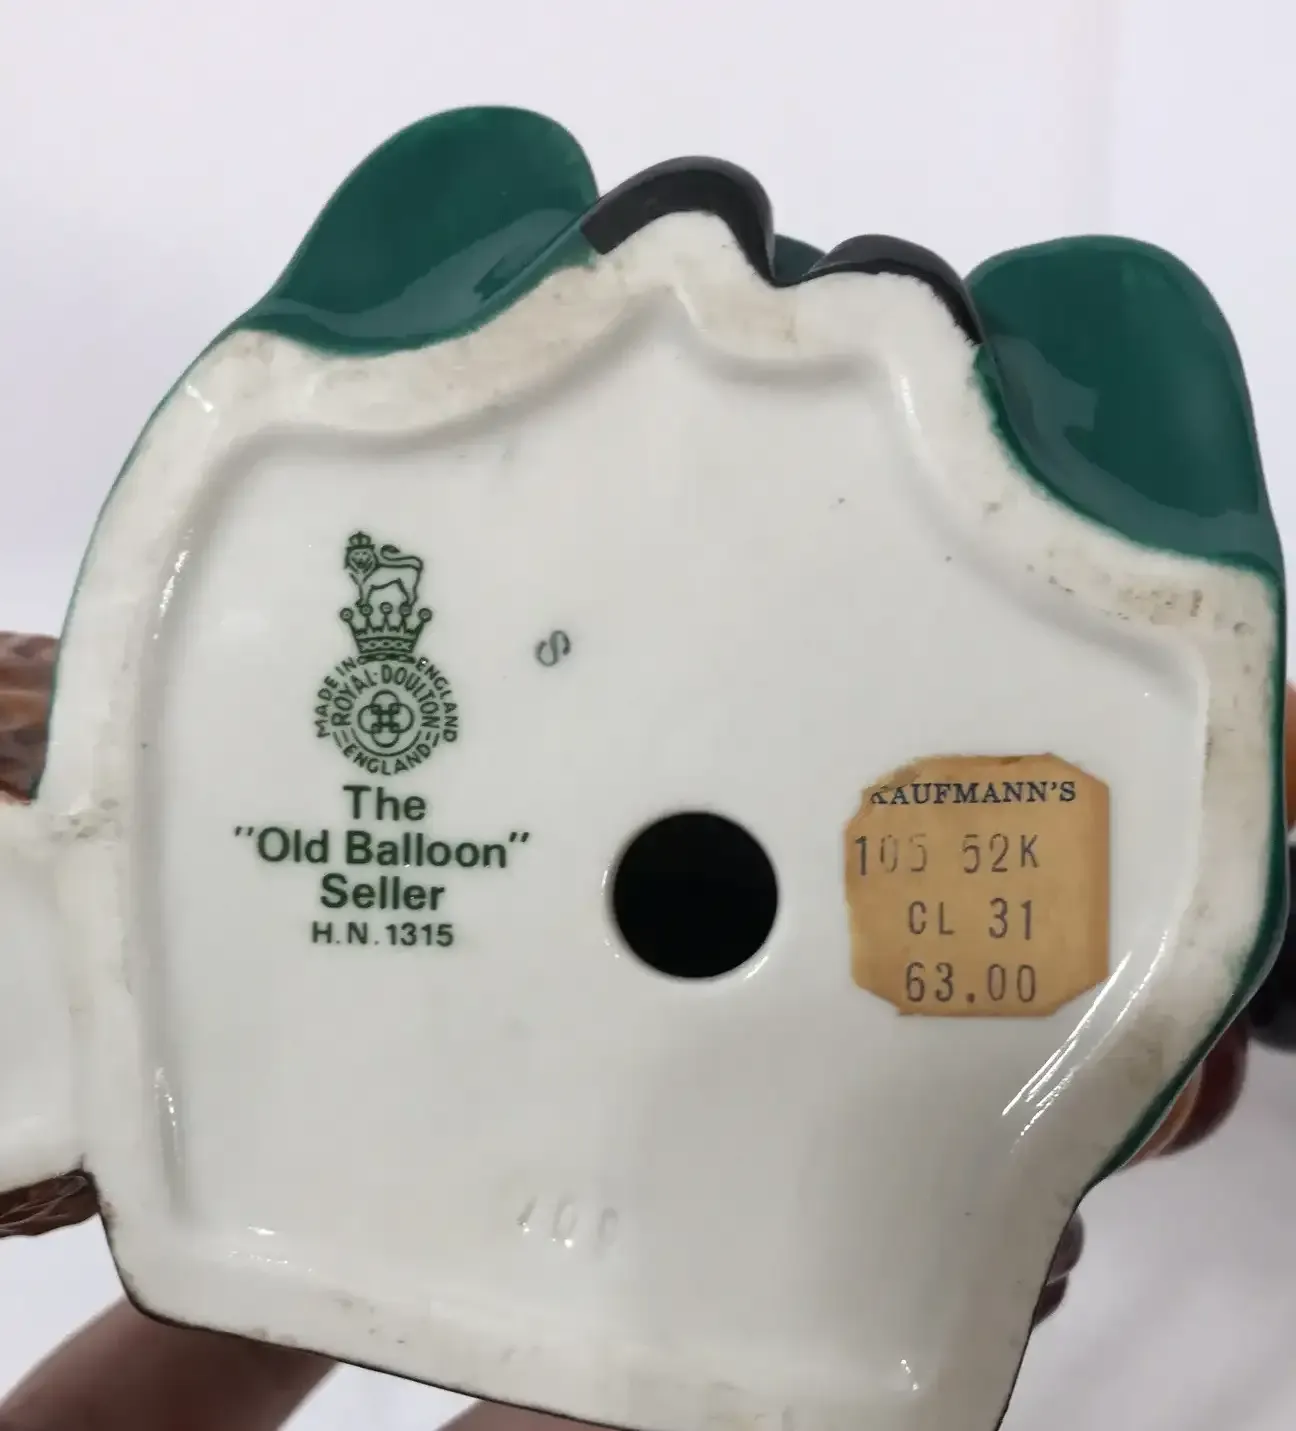 MADE IN ENGLAND
ROYAL·DOULTON
ENGLAND
The
"Old Balloon"
Seller
H.N.1315
S
KAUFMANN'S
105 52K
CL 31
63.00